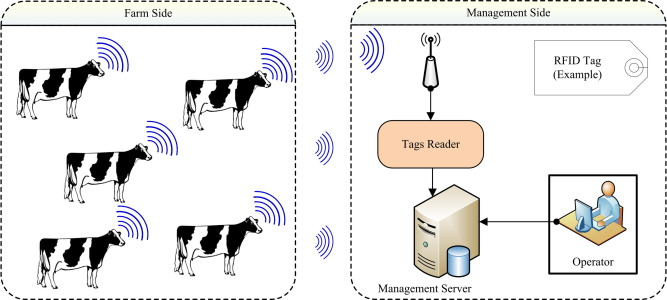 Farm Side
Management Side
RFID Tag
(Example)
Tags Reader
Operator
Management Server